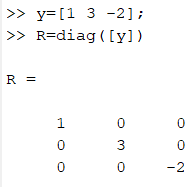 >> y=[1 3 -2];
>> R=diag([y])
R =
1 0 0
0 3 0
0 0 -2